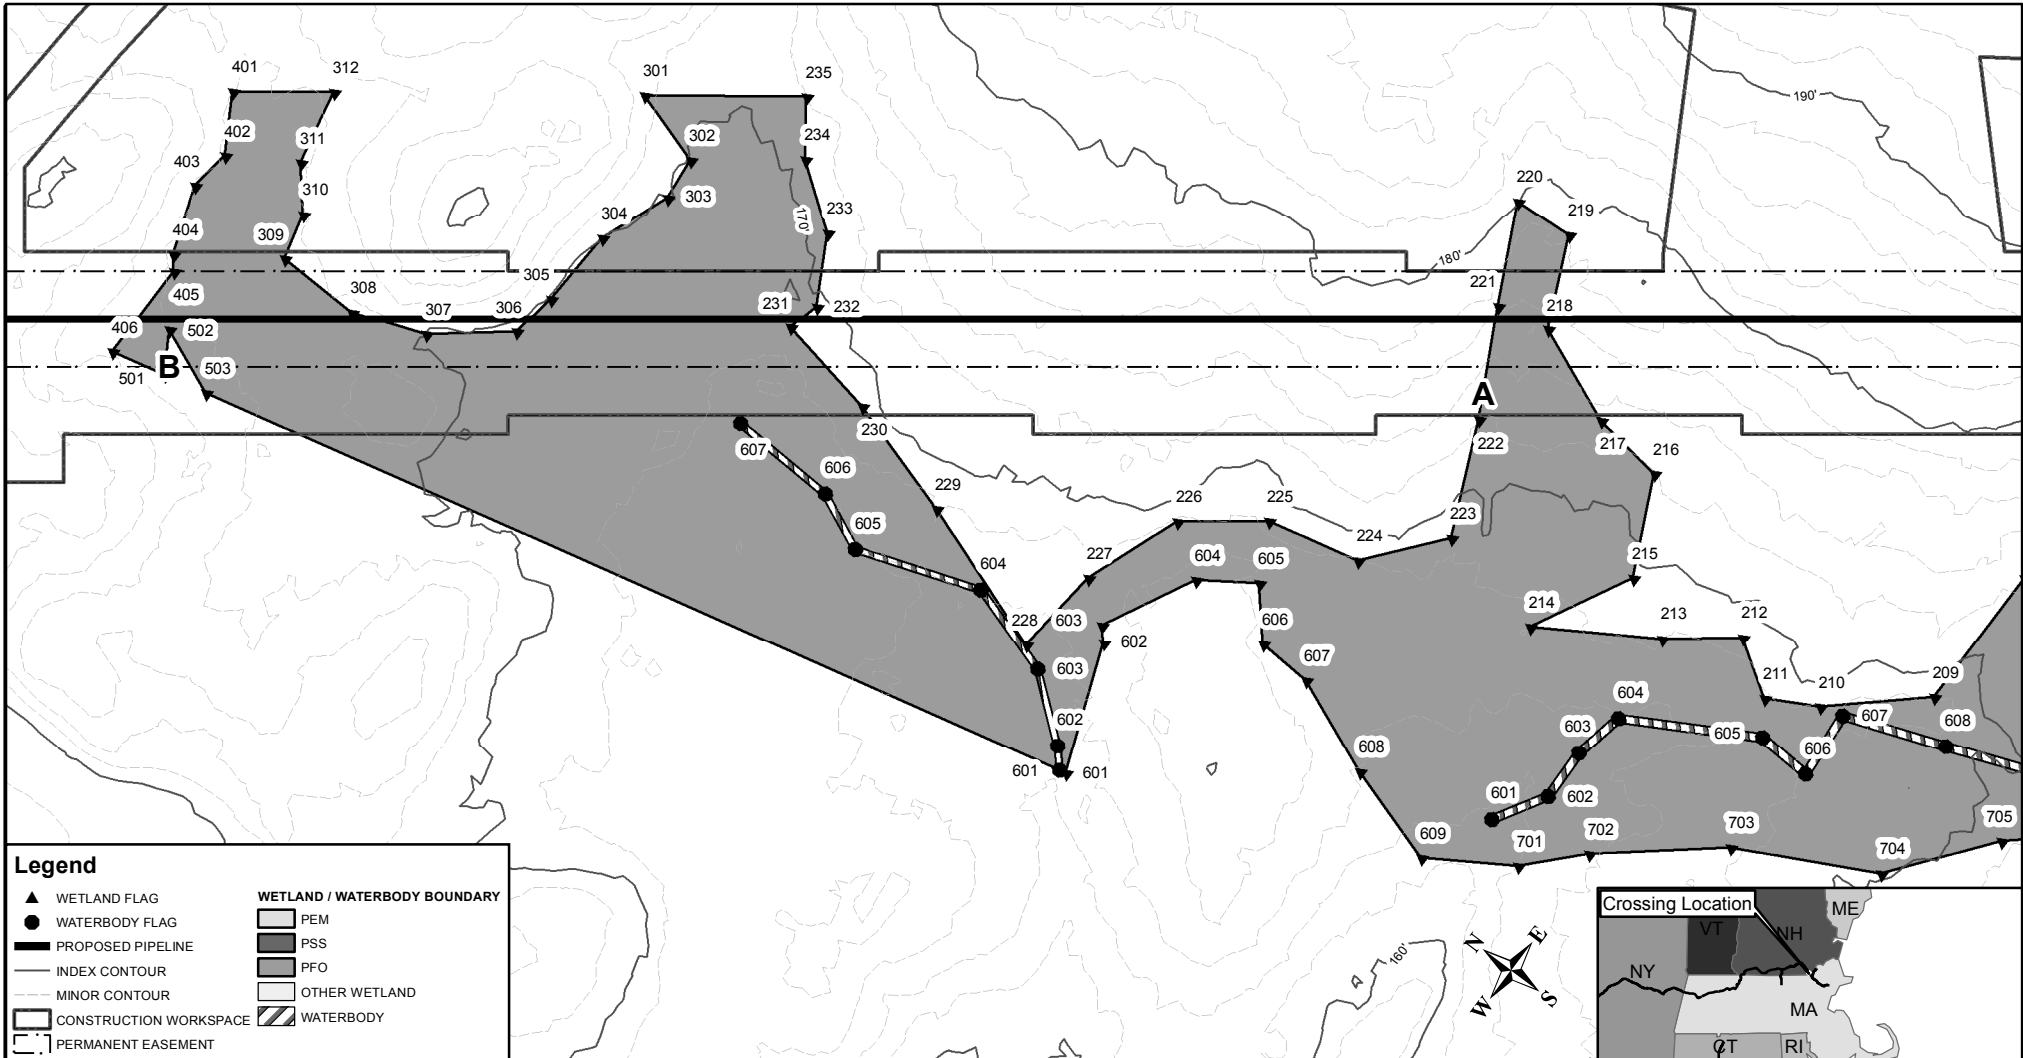 401
312
301
235
190'
402
311
302
234
403
310
303
220
404
309
304
170'
233
219
180'
405
308
305
221
307
306
231
232
218
406
502
B
501
503
A
230
222
217
216
607
606
229
226
225
223
605
224
604
227
604
605
215
228
603
602
606
214
213
212
603
607
211
210
209
602
608
604
607
608
603
605
606
601
601
601
602
609
701
702
703
704
705
160'
N
E
W
S
Legend
WETLAND FLAG
WATERBODY FLAG
PROPOSED PIPELINE
INDEX CONTOUR
MINOR CONTOUR
CONSTRUCTION WORKSPACE
PERMANENT EASEMENT
WETLAND / WATERBODY BOUNDARY
PEM
PSS
PFO
OTHER WETLAND
WATERBODY
Crossing Location
ME
VT
NH
NY
MA
CT
RI